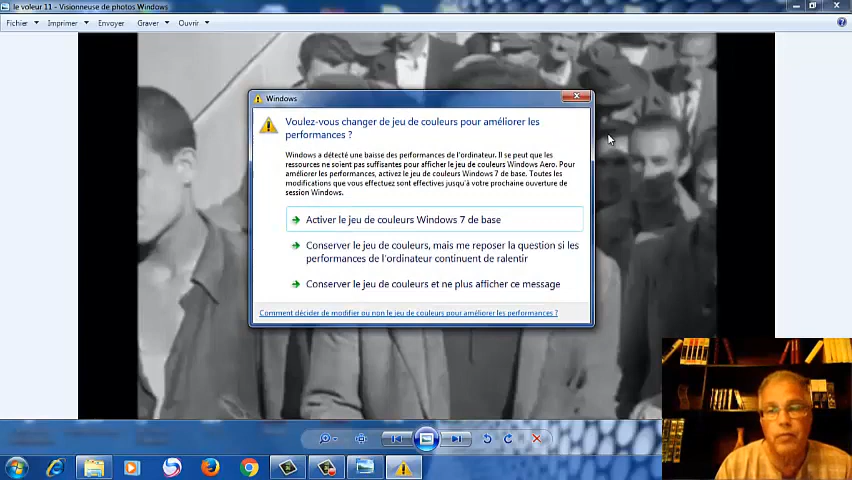 le voleur 11 - Visionneuse de photos Windows
Fichier Imprimer Envoyer Graver Ouvrir
Windows
Voulez-vous changer de jeu de couleurs pour améliorer les
performances ?
Windows a détecté une baisse des performances de l'ordinateur. Il se peut que les
ressources ne soient pas suffisantes pour afficher le jeu de couleurs Windows Aero. Pour
améliorer les performances, activez le jeu de couleurs Windows 7 de base. Toutes les
modifications que vous effectuez sont effectives jusqu'à votre prochaine ouverture de
session Windows.
Activer le jeu de couleurs Windows 7 de base
Conserver le jeu de couleurs, mais me reposer la question si les
performances de l'ordinateur continuent de ralentir
Conserver le jeu de couleurs et ne plus afficher ce message
Comment décider de modifier ou non le jeu de couleurs pour améliorer les performances ?